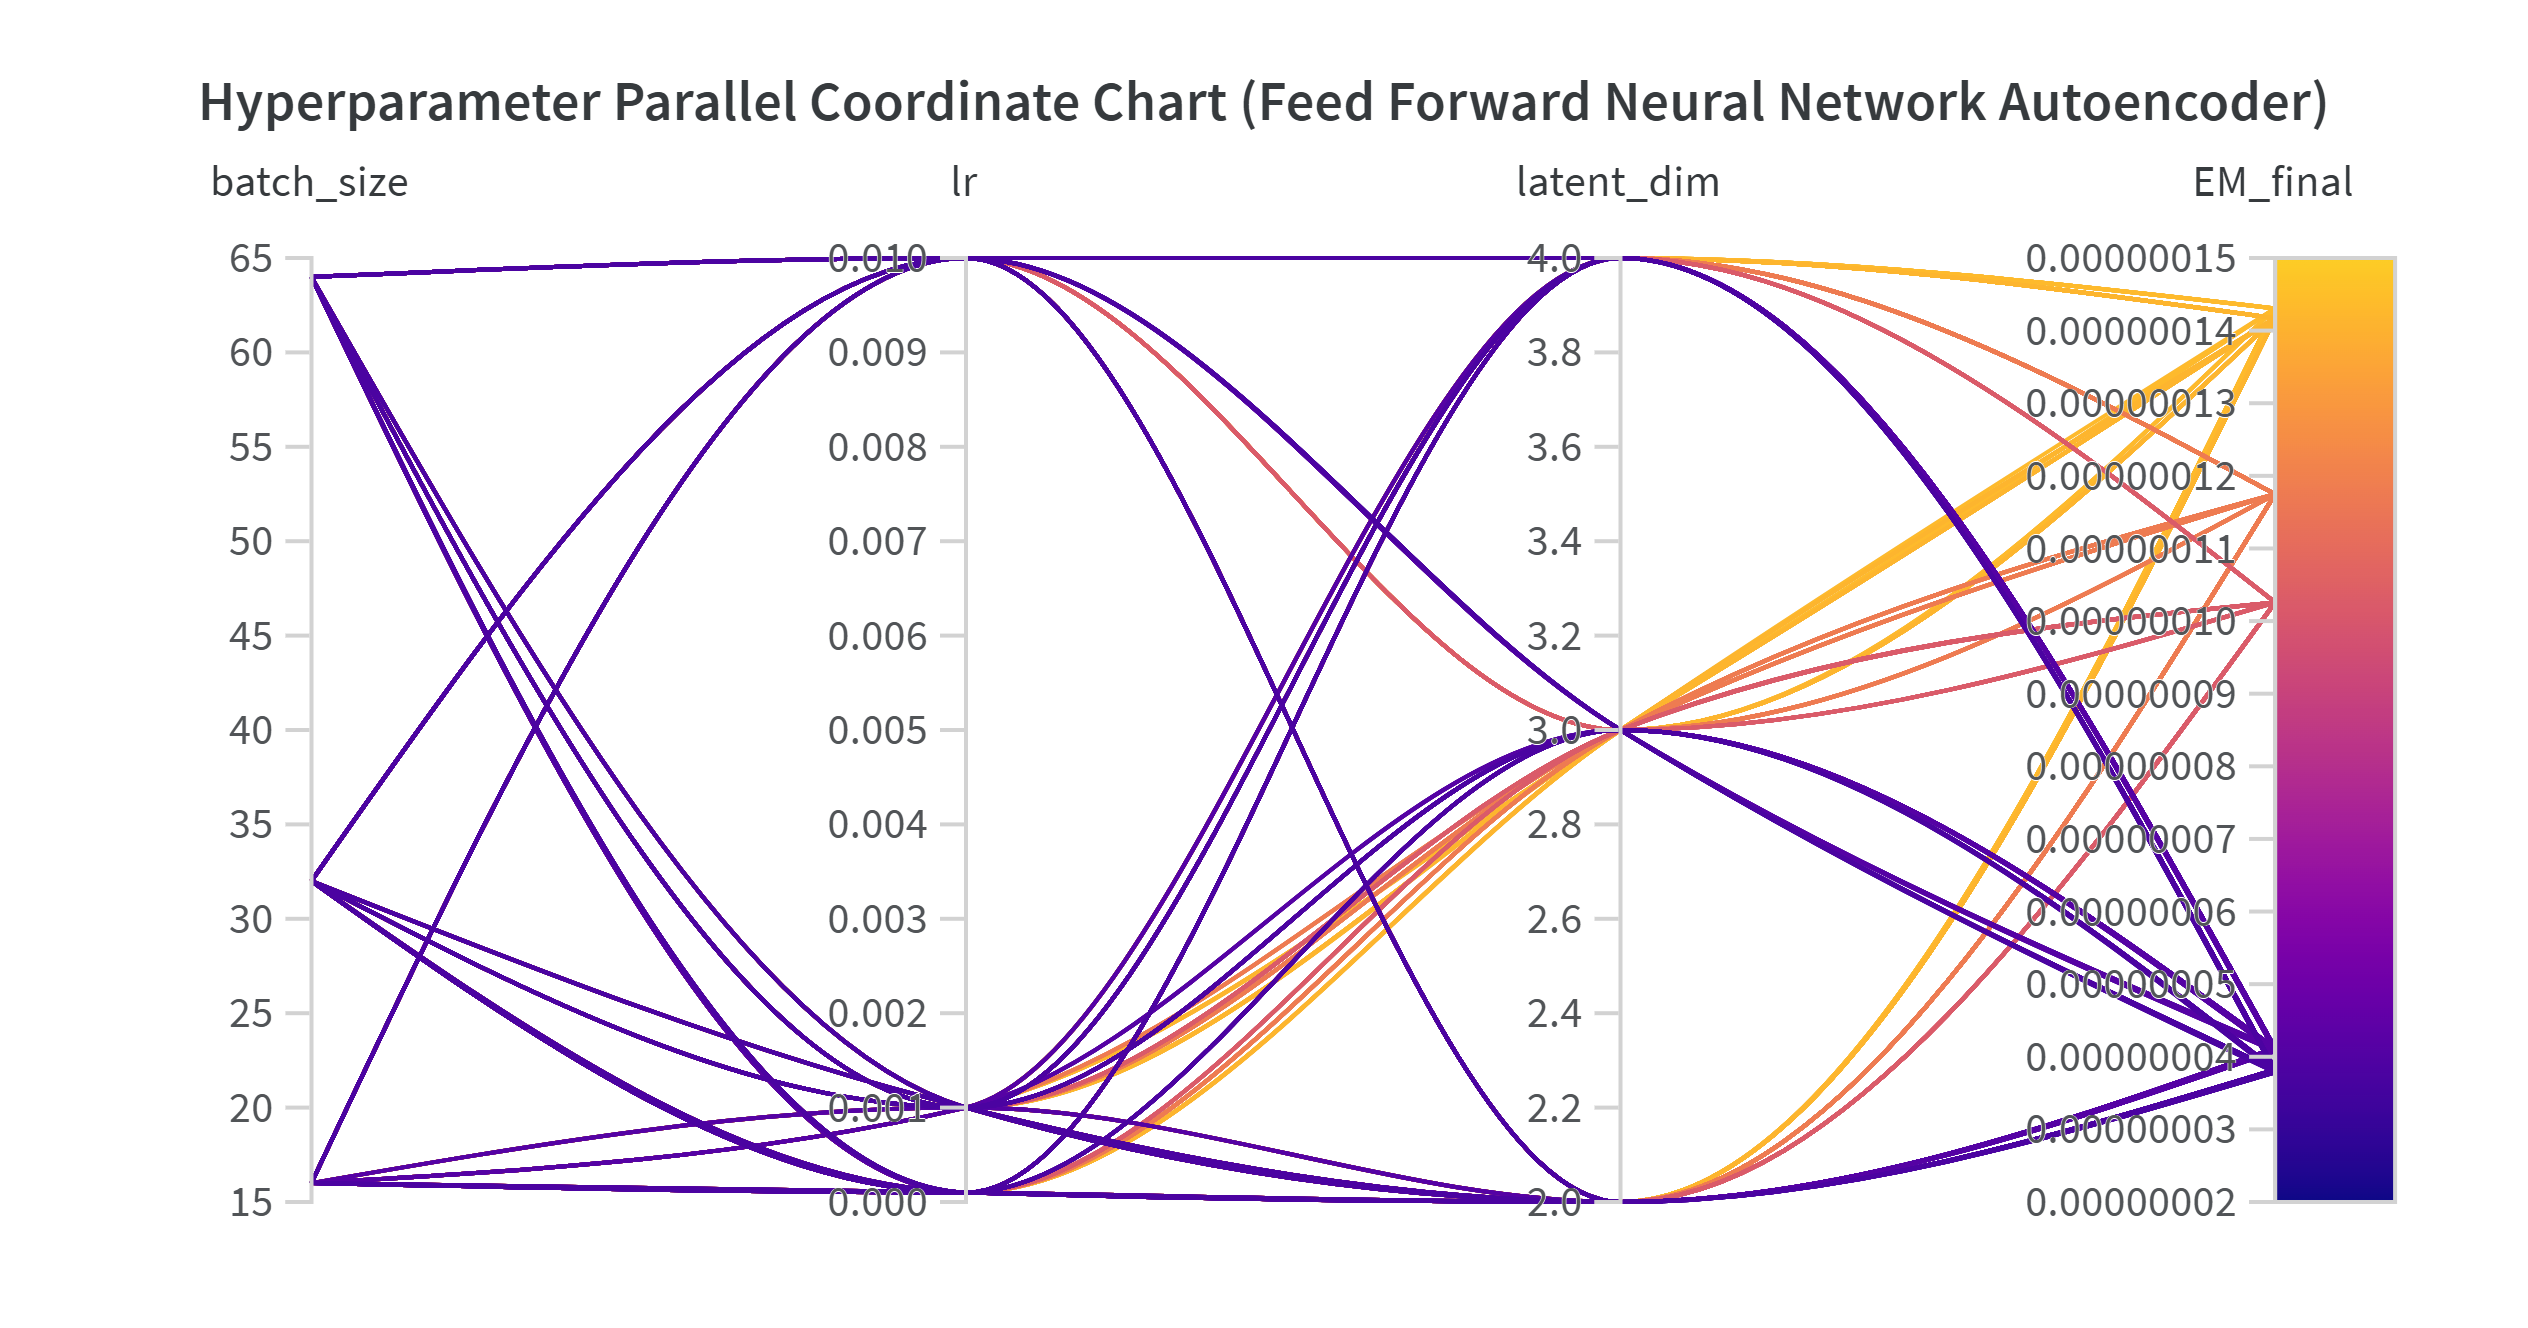 Hyperparameter Parallel Coordinate Chart (Feed Forward Neural Network Autoencoder)
batch_size lr latent_dim EM_final
65 0.010 4.0 0.00000015
0.00000014
60 0.009 3.8
0.00000013
55 0.008 3.6
0.00000012
50 0.007 3.4
0.00000011
45 0.006 3.2
0.00000010
0.00000009
40 0.005 3.0
0.00000008
35 0.004 2.8
0.00000007
30 0.003 2.6
0.00000006
0.00000005
25 0.002 2.4
0.00000004
20 0.001 2.2
0.00000003
15 0.000 2.0 0.00000002